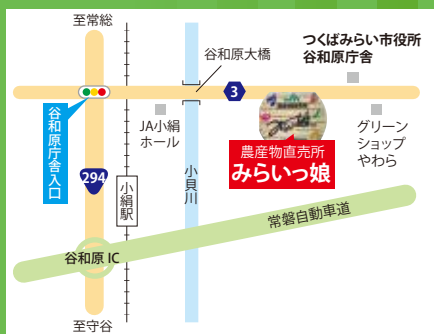 至常総
つくばみらい市役所
谷和原庁舎
谷和原大橋
3
谷和原庁舎入口
JA小絹
ホール
グリーン
ショップ
やわら
農産物直売所
みらいっ娘
294
小絹駅
小貝川
常磐自動車道
谷和原 IC
至守谷